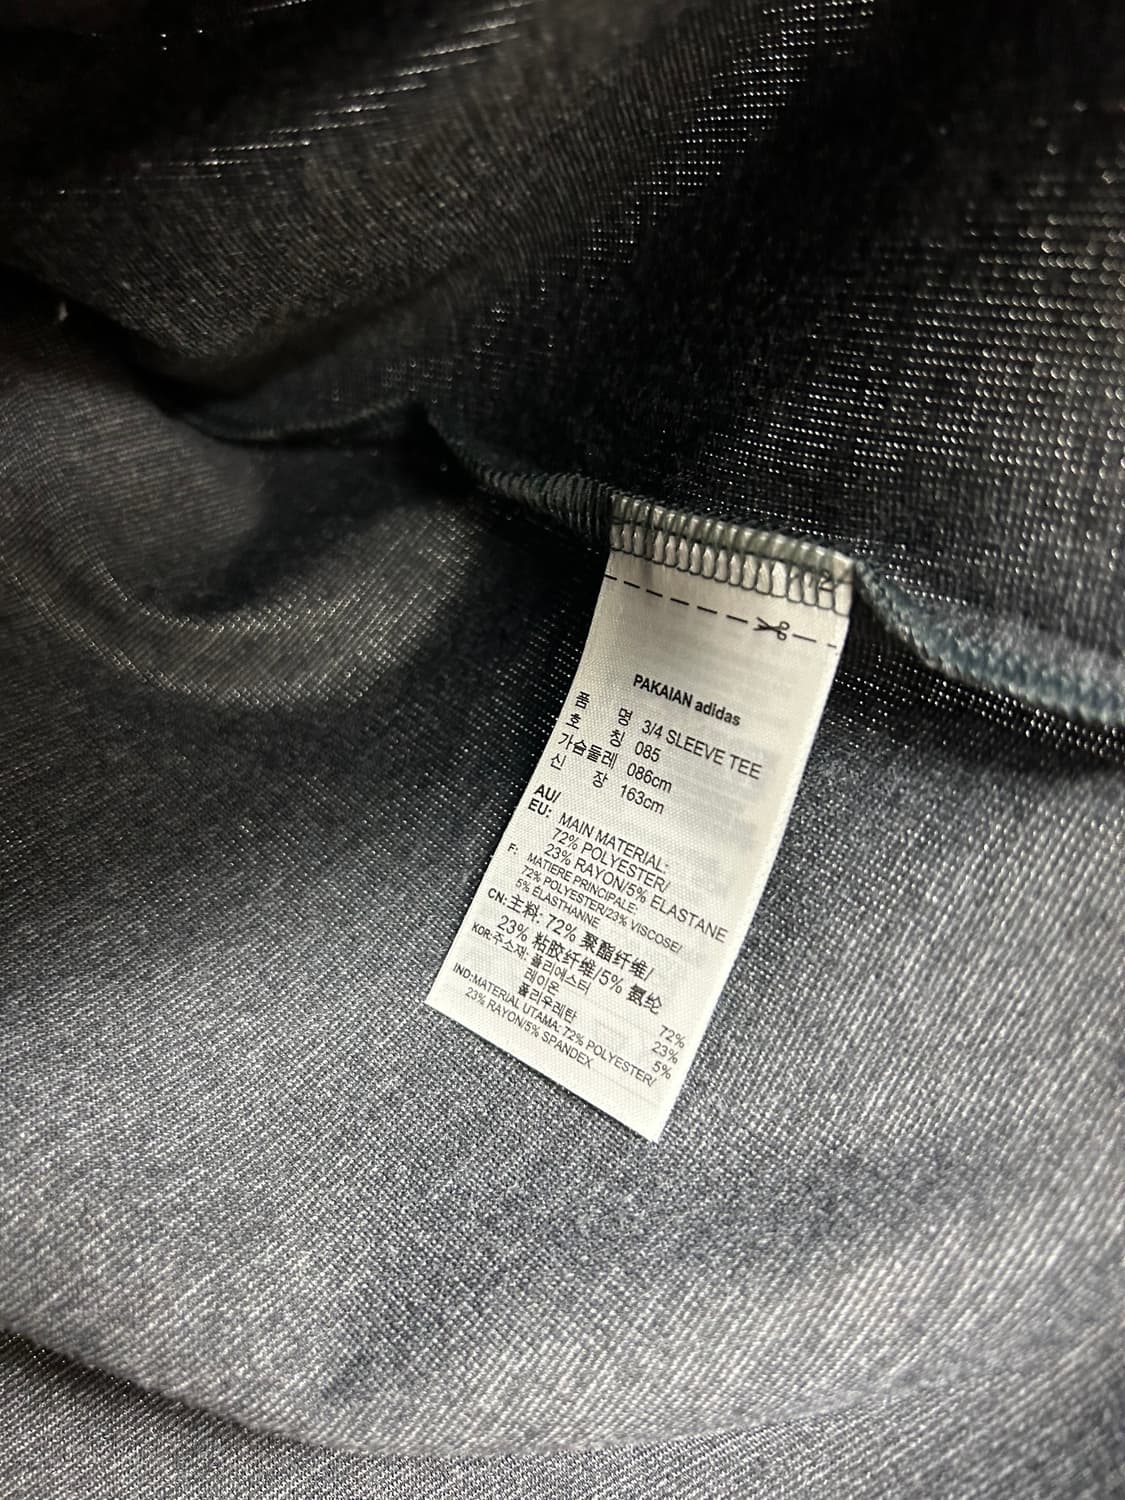 PAKAIAN adidas
품 명 3/4 SLEEVE TEE
호 칭 085
가슴둘레 086cm
신 장 163cm
AU/
EU: MAIN MATERIAL:
72% POLYESTER/
23% RAYON/5% ELASTANE
F: MATIERE PRINCIPALE:
72% POLYESTER/23% VISCOSE/
5% ÉLASTHANNE
CN: 主料: 72% 聚酯纤维/
23% 粘胶纤维/5% 氨纶
KOR:주소재: 폴리에스터 72%
레이온 23%
폴리우레탄 5%
IND:MATERIAL UTAMA: 72% POLYESTER/
23% RAYON/5% SPANDEX